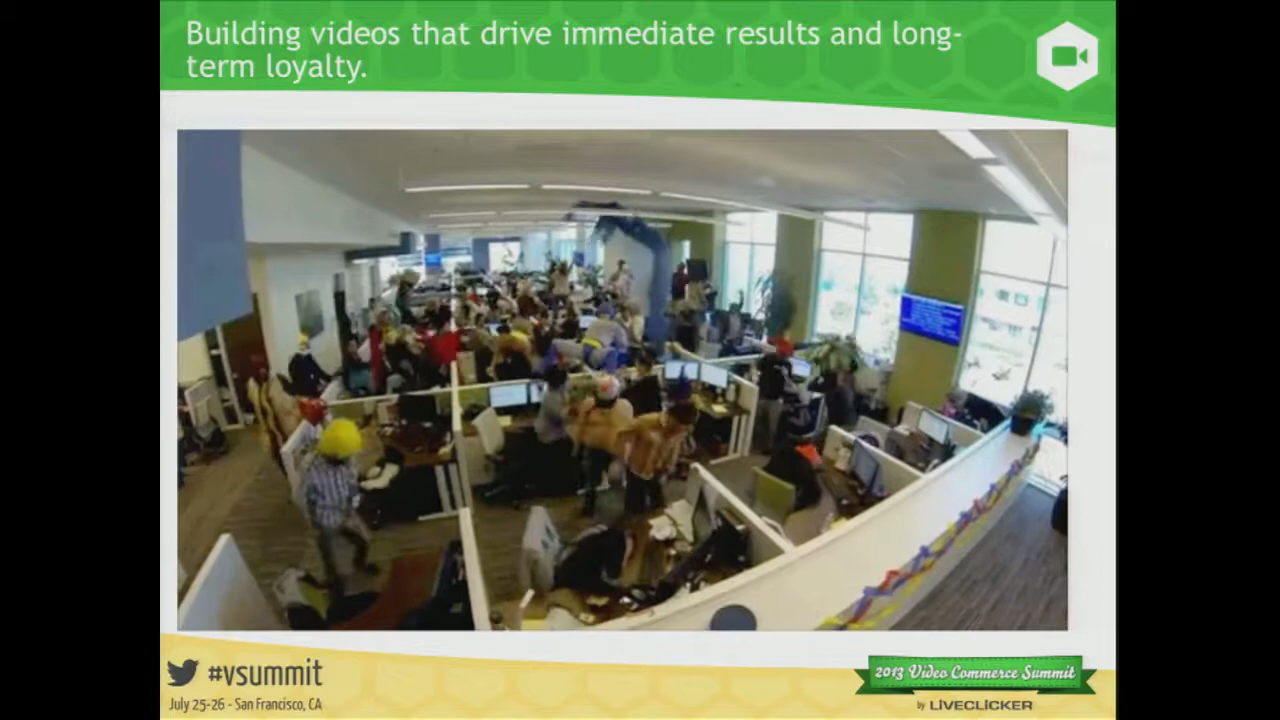 Building videos that drive immediate results and long-
term loyalty.
#vsummit
July 25-26 - San Francisco, CA
2013 Video Commerce Summit
by LIVECLICKER